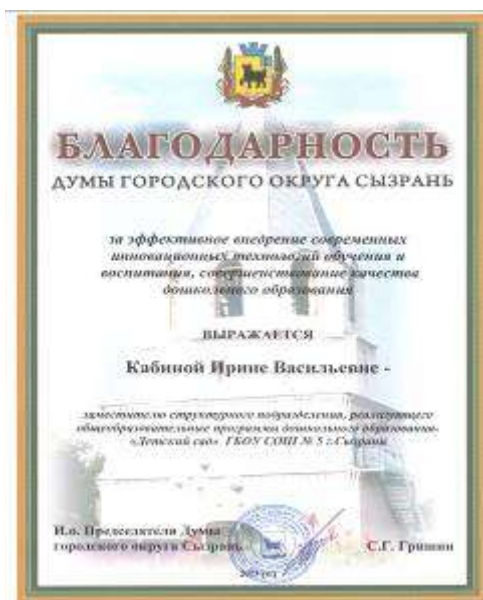 БЛАГОДАРНОСТЬ
ДУМЫ ГОРОДСКОГО ОКРУГА СЫЗРАНЬ
за эффективное внедрение современных
инновационных технологий обучения и
воспитания, совершенствование качества
дошкольного образования
ВЫРАЖАЕТСЯ
Кабиной Ирине Васильевне -
заместителю структурного подразделения, реализующего
общеобразовательные программы дошкольного образования-
«Детский сад» ГБОУ СОШ № 5 г.Сызрани
И.о. Председателя Думы
городского округа Сызрань
С.Г. Гришин
год